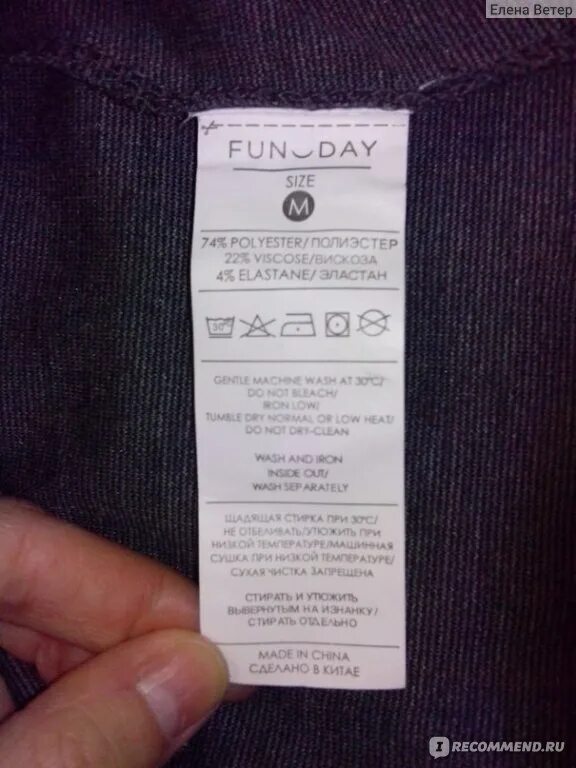 Елена Ветер
FUN DAY
SIZE
M
74% POLYESTER/ ПОЛИЭСТЕР
22% VISCOSE/ВИСКОЗА
4% ELASTANE/ ЭЛАСТАН
30°
GENTLE MACHINE WASH AT 30°C/
DO NOT BLEACH/
IRON LOW/
TUMBLE DRY NORMAL OR LOW HEAT/
DO NOT DRY-CLEAN
WASH AND IRON
INSIDE OUT/
WASH SEPARATELY
ЩАДЯЩАЯ СТИРКА ПРИ 30°C/
НЕ ОТБЕЛИВАТЬ/УТЮЖИТЬ ПРИ
НИЗКОЙ ТЕМПЕРАТУРЕ/МАШИННАЯ
СУШКА ПРИ НИЗКОЙ ТЕМПЕРАТУРЕ/
СУХАЯ ЧИСТКА ЗАПРЕЩЕНА
СТИРАТЬ И УТЮЖИТЬ
ВЫВЕРНУТЫМ НА ИЗНАНКУ/
СТИРАТЬ ОТДЕЛЬНО
MADE IN CHINA
СДЕЛАНО В КИТАЕ
IRECOMMEND.RU